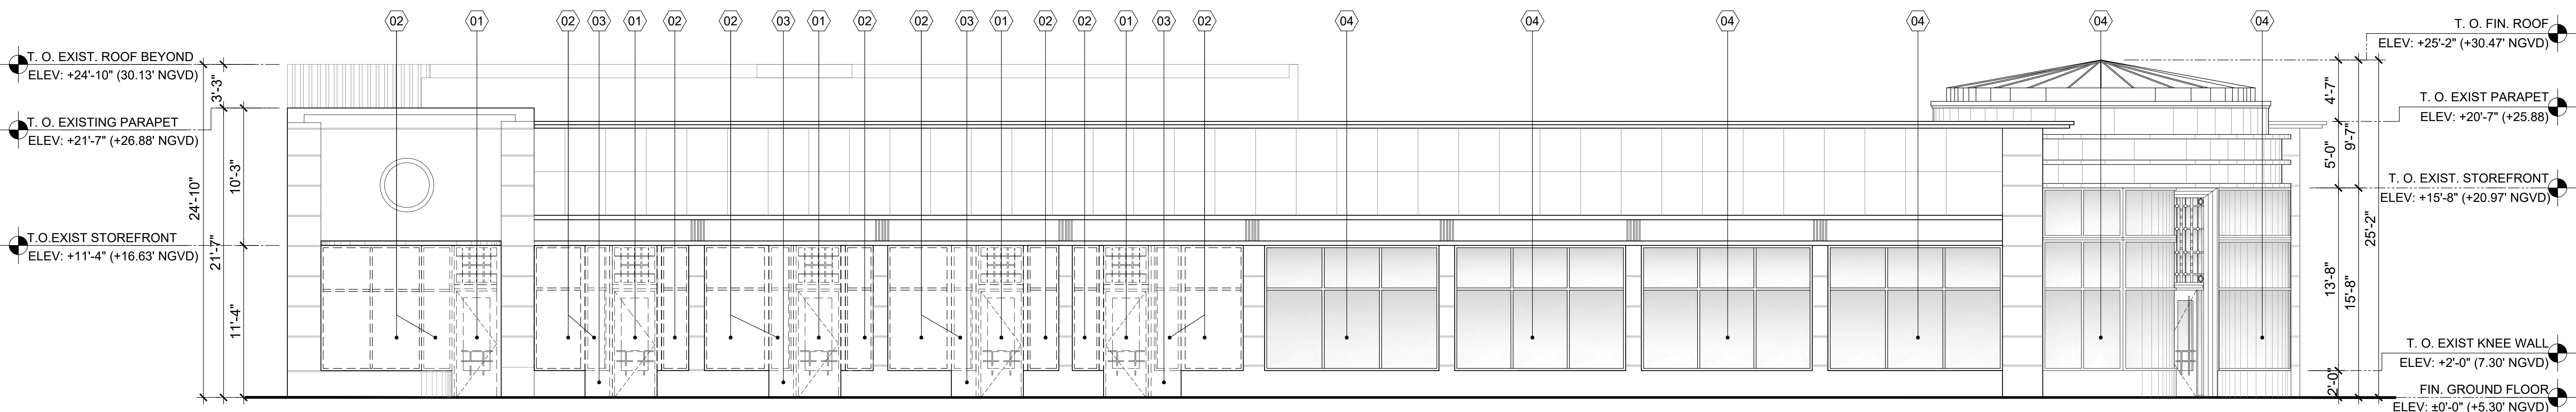 02 01 02 03 01 02 02 03 01 02 02 03 01 02 02 01 03 02 04 04 04 04 04 04
T. O. EXIST. ROOF BEYOND
ELEV: +24'-10" (30.13' NGVD)
T. O. EXISTING PARAPET
ELEV: +21'-7" (+26.88' NGVD)
T.O.EXIST STOREFRONT
ELEV: +11'-4" (+16.63' NGVD)
3'-3"
10'-3"
24'-10"
21'-7"
11'-4"
T. O. FIN. ROOF
ELEV: +25'-2" (+30.47' NGVD)
T. O. EXIST PARAPET
ELEV: +20'-7" (+25.88)
T. O. EXIST. STOREFRONT
ELEV: +15'-8" (+20.97' NGVD)
T. O. EXIST KNEE WALL
ELEV: +2'-0" (7.30' NGVD)
FIN. GROUND FLOOR
ELEV: ±0'-0" (+5.30' NGVD)
4'-7"
9'-7"
5'-0"
25'-2"
13'-8"
15'-8"
2'-0"